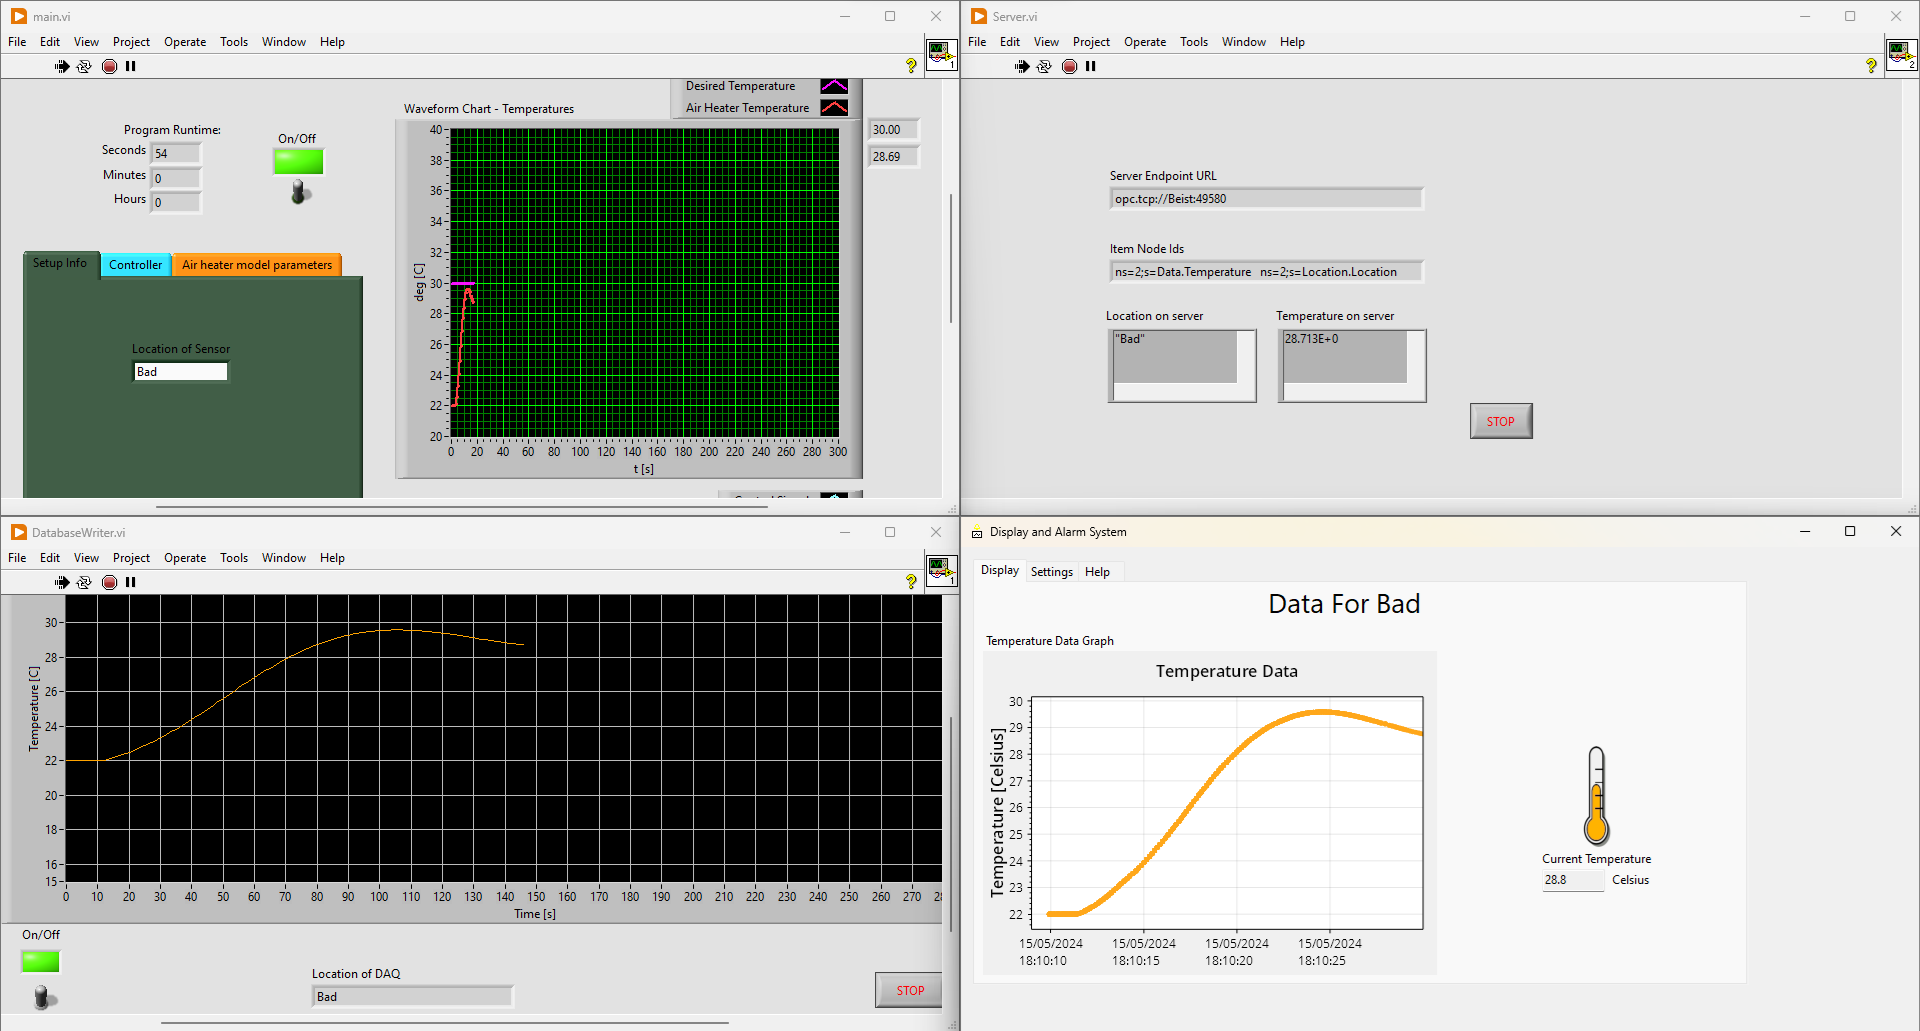 main.vi
File Edit View Project Operate Tools Window Help
?
1
Program Runtime:
Seconds 54
Minutes 0
Hours 0
On/Off
Setup Info Controller Air heater model parameters
Location of Sensor
Bad
Desired Temperature
Air Heater Temperature
Waveform Chart - Temperatures
30.00
28.69
deg [C]
40
38
36
34
32
30
28
26
24
22
20
0 20 40 60 80 100 120 140 160 180 200 220 240 260 280 300
t [s]
Server.vi
File Edit View Project Operate Tools Window Help
?
2
Server Endpoint URL
opc.tcp://Beist:49580
Item Node Ids
ns=2;s=Data.Temperature ns=2;s=Location.Location
Location on server Temperature on server
"Bad" 28.713E+0
STOP
DatabaseWriter.vi
File Edit View Project Operate Tools Window Help
?
1
Temperature [C]
30
28
26
24
22
20
18
16
15
0 10 20 30 40 50 60 70 80 90 100 110 120 130 140 150 160 170 180 190 200 210 220 230 240 250 260 270
Time [s]
On/Off
Location of DAQ
Bad
STOP
Display and Alarm System
Display Settings Help
Data For Bad
Temperature Data Graph
Temperature Data
Temperature [Celsius]
30
29
28
27
26
25
24
23
22
15/05/2024 15/05/2024 15/05/2024 15/05/2024
18:10:10 18:10:15 18:10:20 18:10:25
Current Temperature
28.8 Celsius